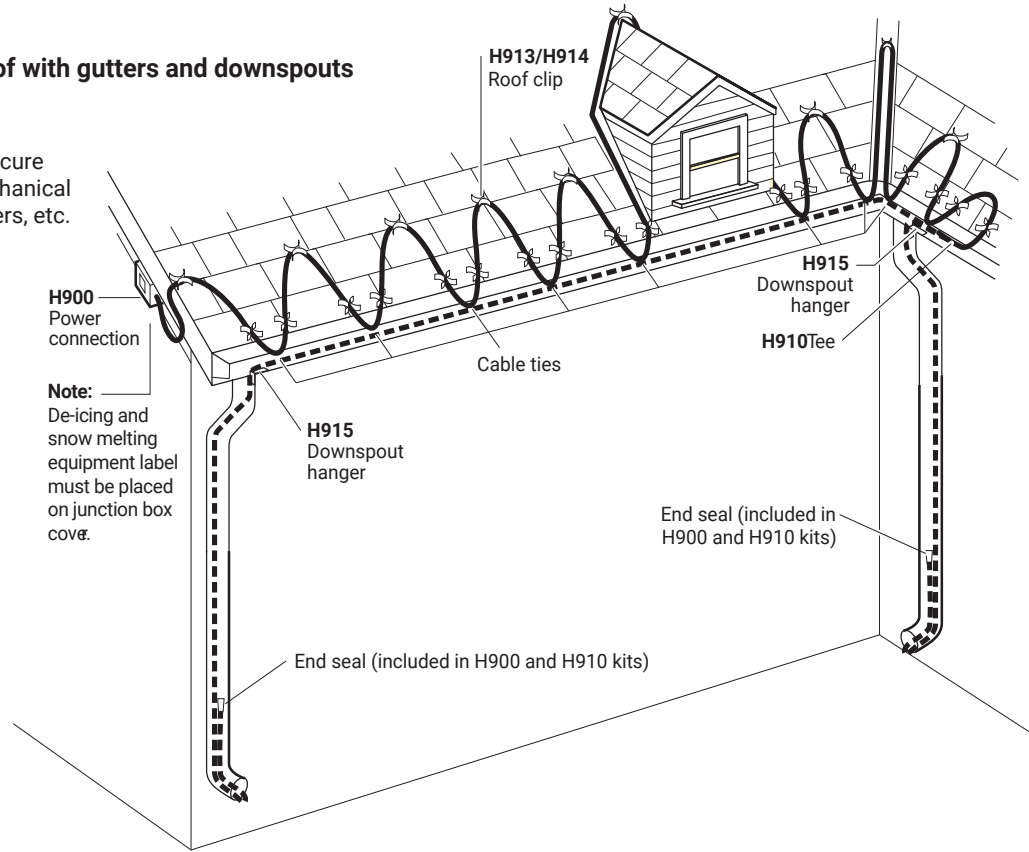 of with gutters and downspouts
cure
hanical
ers, etc.
H913/H914
Roof clip
H900
Power
connection
Note:
De-icing and
snow melting
equipment label
must be placed
on junction box
cover.
H915
Downspout
hanger
Cable ties
H915
Downspout
hanger
H910Tee
End seal (included in
H900 and H910 kits)
End seal (included in H900 and H910 kits)